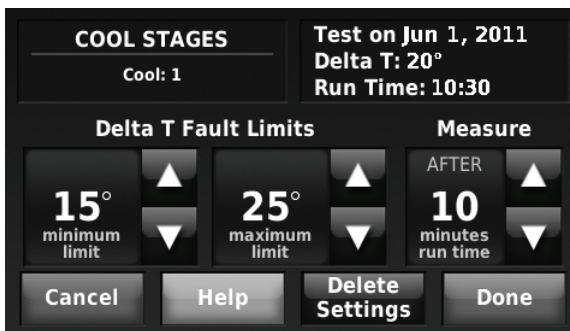 COOL STAGES
Cool: 1
Test on Jun 1, 2011
Delta T: 20°
Run Time: 10:30
Delta T Fault Limits
Measure
15°
minimum
limit
25°
maximum
limit
AFTER
10
minutes
run time
Cancel
Help
Delete
Settings
Done